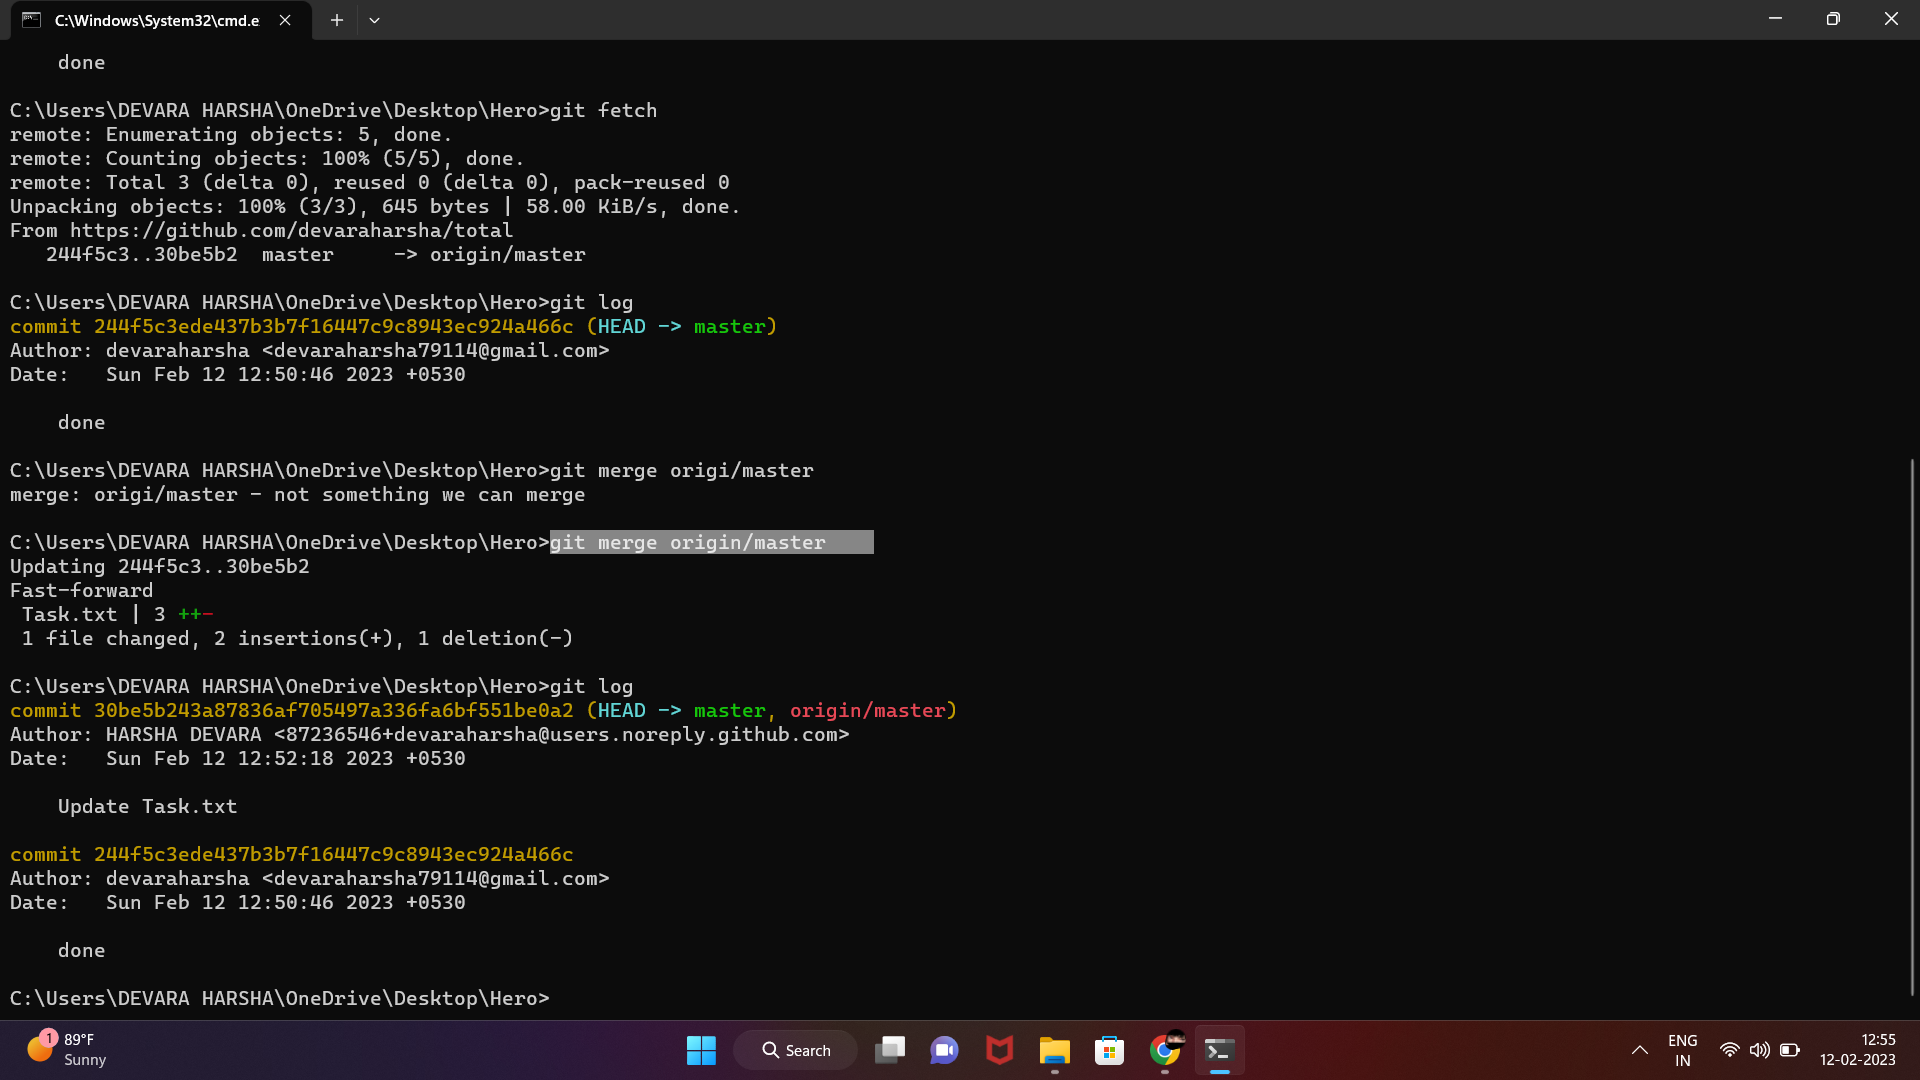 C:\Windows\System32\cmd.e
done
C:\Users\DEVARA HARSHA\OneDrive\Desktop\Hero>git fetch
remote: Enumerating objects: 5, done.
remote: Counting objects: 100% (5/5), done.
remote: Total 3 (delta 0), reused 0 (delta 0), pack-reused 0
Unpacking objects: 100% (3/3), 645 bytes | 58.00 KiB/s, done.
From https://github.com/devaraharsha/total
   244f5c3..30be5b2  master     -> origin/master
C:\Users\DEVARA HARSHA\OneDrive\Desktop\Hero>git log
commit 244f5c3ede437b3b7f16447c9c8943ec924a466c (HEAD -> master)
Author: devaraharsha <devaraharsha79114@gmail.com>
Date:   Sun Feb 12 12:50:46 2023 +0530
done
C:\Users\DEVARA HARSHA\OneDrive\Desktop\Hero>git merge origi/master
merge: origi/master - not something we can merge
C:\Users\DEVARA HARSHA\OneDrive\Desktop\Hero>git merge origin/master
Updating 244f5c3..30be5b2
Fast-forward
 Task.txt | 3 ++-
 1 file changed, 2 insertions(+), 1 deletion(-)
C:\Users\DEVARA HARSHA\OneDrive\Desktop\Hero>git log
commit 30be5b243a87836af705497a336fa6bf551be0a2 (HEAD -> master, origin/master)
Author: HARSHA DEVARA <87236546+devaraharsha@users.noreply.github.com>
Date:   Sun Feb 12 12:52:18 2023 +0530
Update Task.txt
commit 244f5c3ede437b3b7f16447c9c8943ec924a466c
Author: devaraharsha <devaraharsha79114@gmail.com>
Date:   Sun Feb 12 12:50:46 2023 +0530
done
C:\Users\DEVARA HARSHA\OneDrive\Desktop\Hero>
1
89°F
Sunny
Search
ENG
IN
12:55
12-02-2023